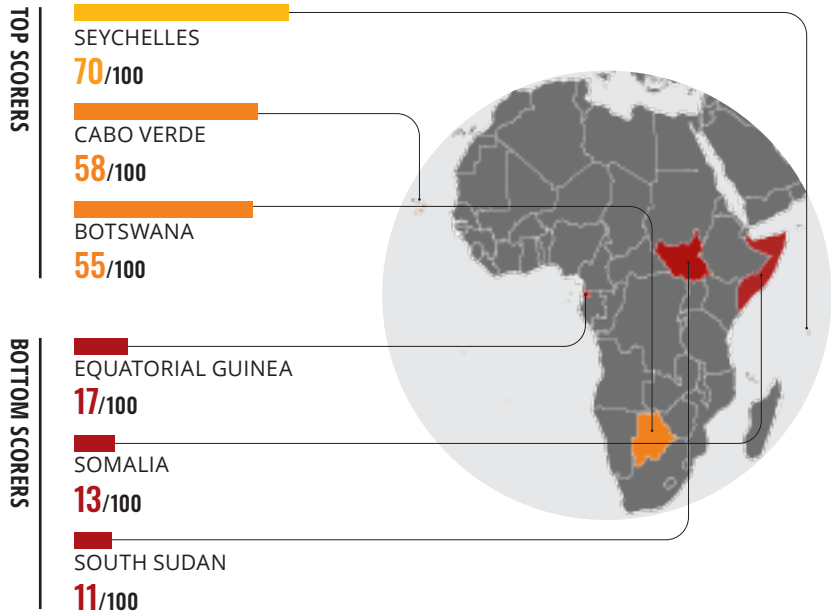 TOP SCORERS
SEYCHELLES
70/100
CABO VERDE
58/100
BOTSWANA
55/100
BOTTOM SCORERS
EQUATORIAL GUINEA
17/100
SOMALIA
13/100
SOUTH SUDAN
11/100